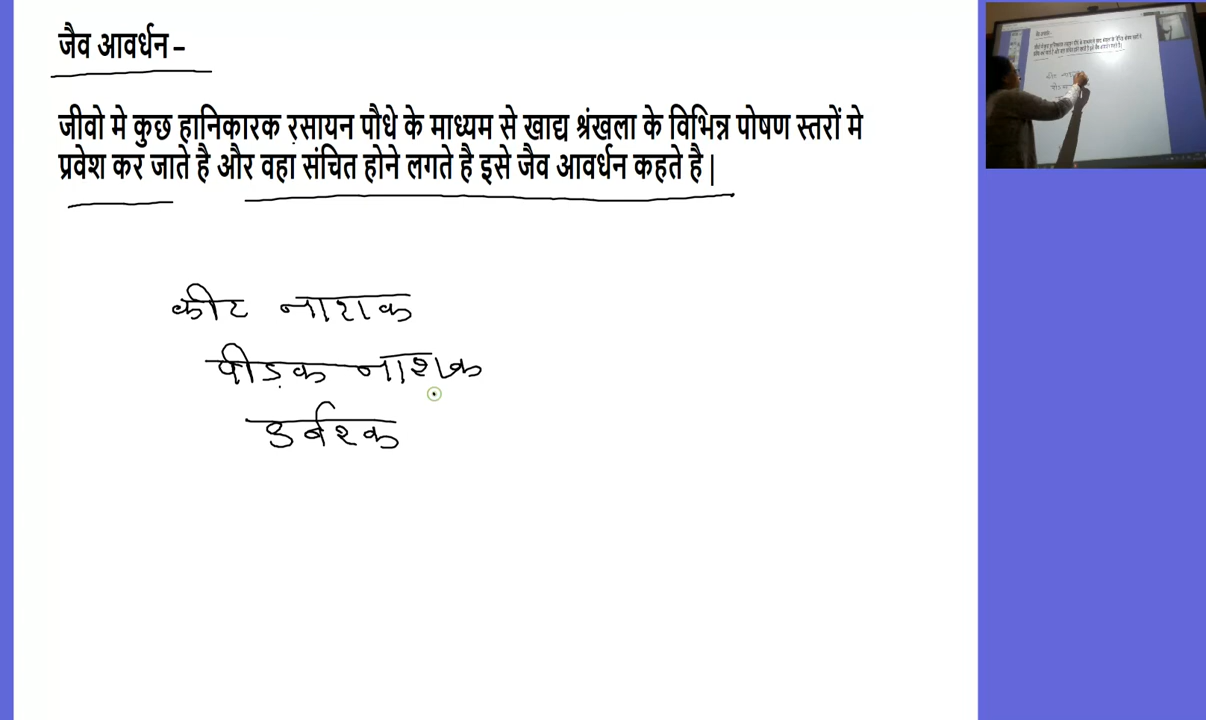 जैव आवर्धन–
जीवो मे कुछ हानिकारक रसायन पौधे के माध्यम से खाद्य श्रंखला के विभिन्न पोषण स्तरों मे
प्रवेश कर जाते है और वहा संचित होने लगते है इसे जैव आवर्धन कहते है|
कीट नाशक
पीड़क नाशक
उर्वरक